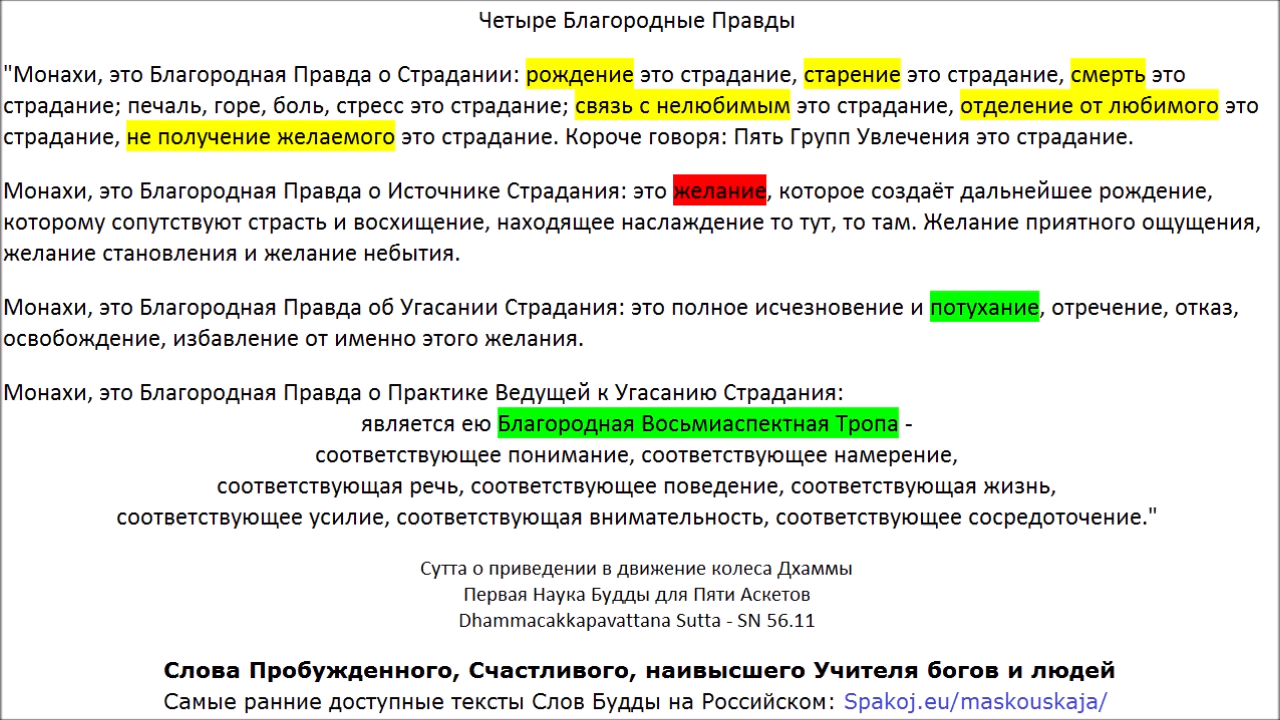 Четыре Благородные Правды
"Монахи, это Благородная Правда о Страдании: рождение это страдание, старение это страдание, смерть это
страдание; печаль, горе, боль, стресс это страдание; связь с нелюбимым это страдание, отделение от любимого это
страдание, не получение желаемого это страдание. Короче говоря: Пять Групп Увлечения это страдание.
Монахи, это Благородная Правда о Источнике Страдания: это желание, которое создаёт дальнейшее рождение,
которому сопутствуют страсть и восхищение, находящее наслаждение то тут, то там. Желание приятного ощущения,
желание становления и желание небытия.
Монахи, это Благородная Правда об Угасании Страдания: это полное исчезновение и потухание, отречение, отказ,
освобождение, избавление от именно этого желания.
Монахи, это Благородная Правда о Практике Ведущей к Угасанию Страдания:
является ею Благородная Восьмиаспектная Тропа -
соответствующее понимание, соответствующее намерение,
соответствующая речь, соответствующее поведение, соответствующая жизнь,
соответствующее усилие, соответствующая внимательность, соответствующее сосредоточение."
Сутта о приведении в движение колеса Дхаммы
Первая Наука Будды для Пяти Аскетов
Dhammacakkapavattana Sutta - SN 56.11
Слова Пробужденного, Счастливого, наивысшего Учителя богов и людей
Самые ранние доступные тексты Слов Будды на Российском: Spakoj.eu/maskouskaja/